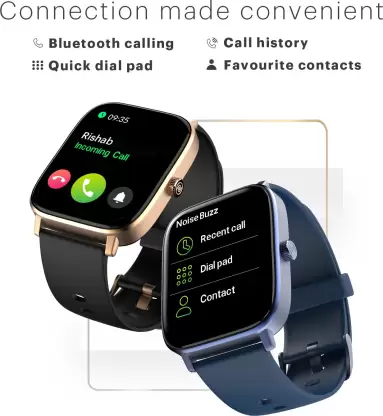 Connection made convenient
Bluetooth calling
Call history
Quick dial pad
Favourite contacts
09:35
Rishab
Incoming Call
Noise Buzz
Recent call
Dial pad
Contact